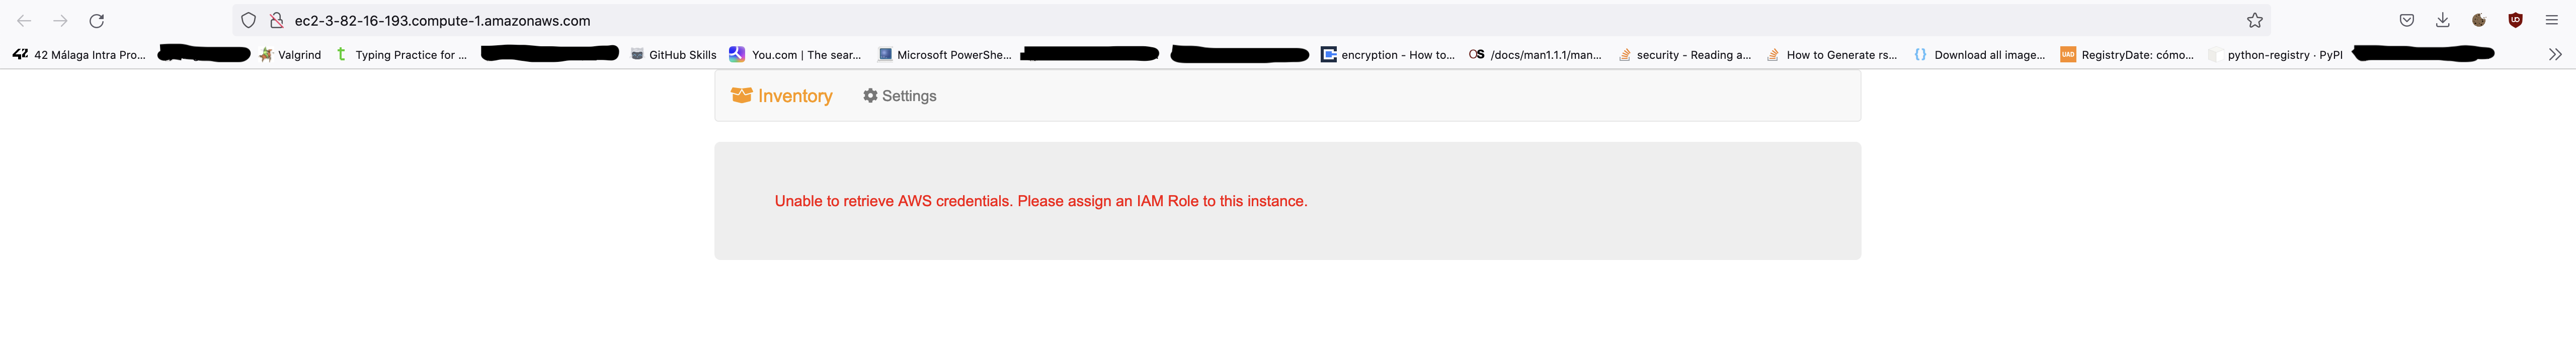 ec2-3-82-16-193.compute-1.amazonaws.com
42 42 Málaga Intra Pro... Valgrind t Typing Practice for ... GitHub Skills You.com | The sear... Microsoft PowerShe... encryption - How to... OS /docs/man1.1.1/man... security - Reading a... How to Generate rs... {} Download all image... UAD RegistryDate: cómo... python-registry · PyPI
Inventory Settings
Unable to retrieve AWS credentials. Please assign an IAM Role to this instance.